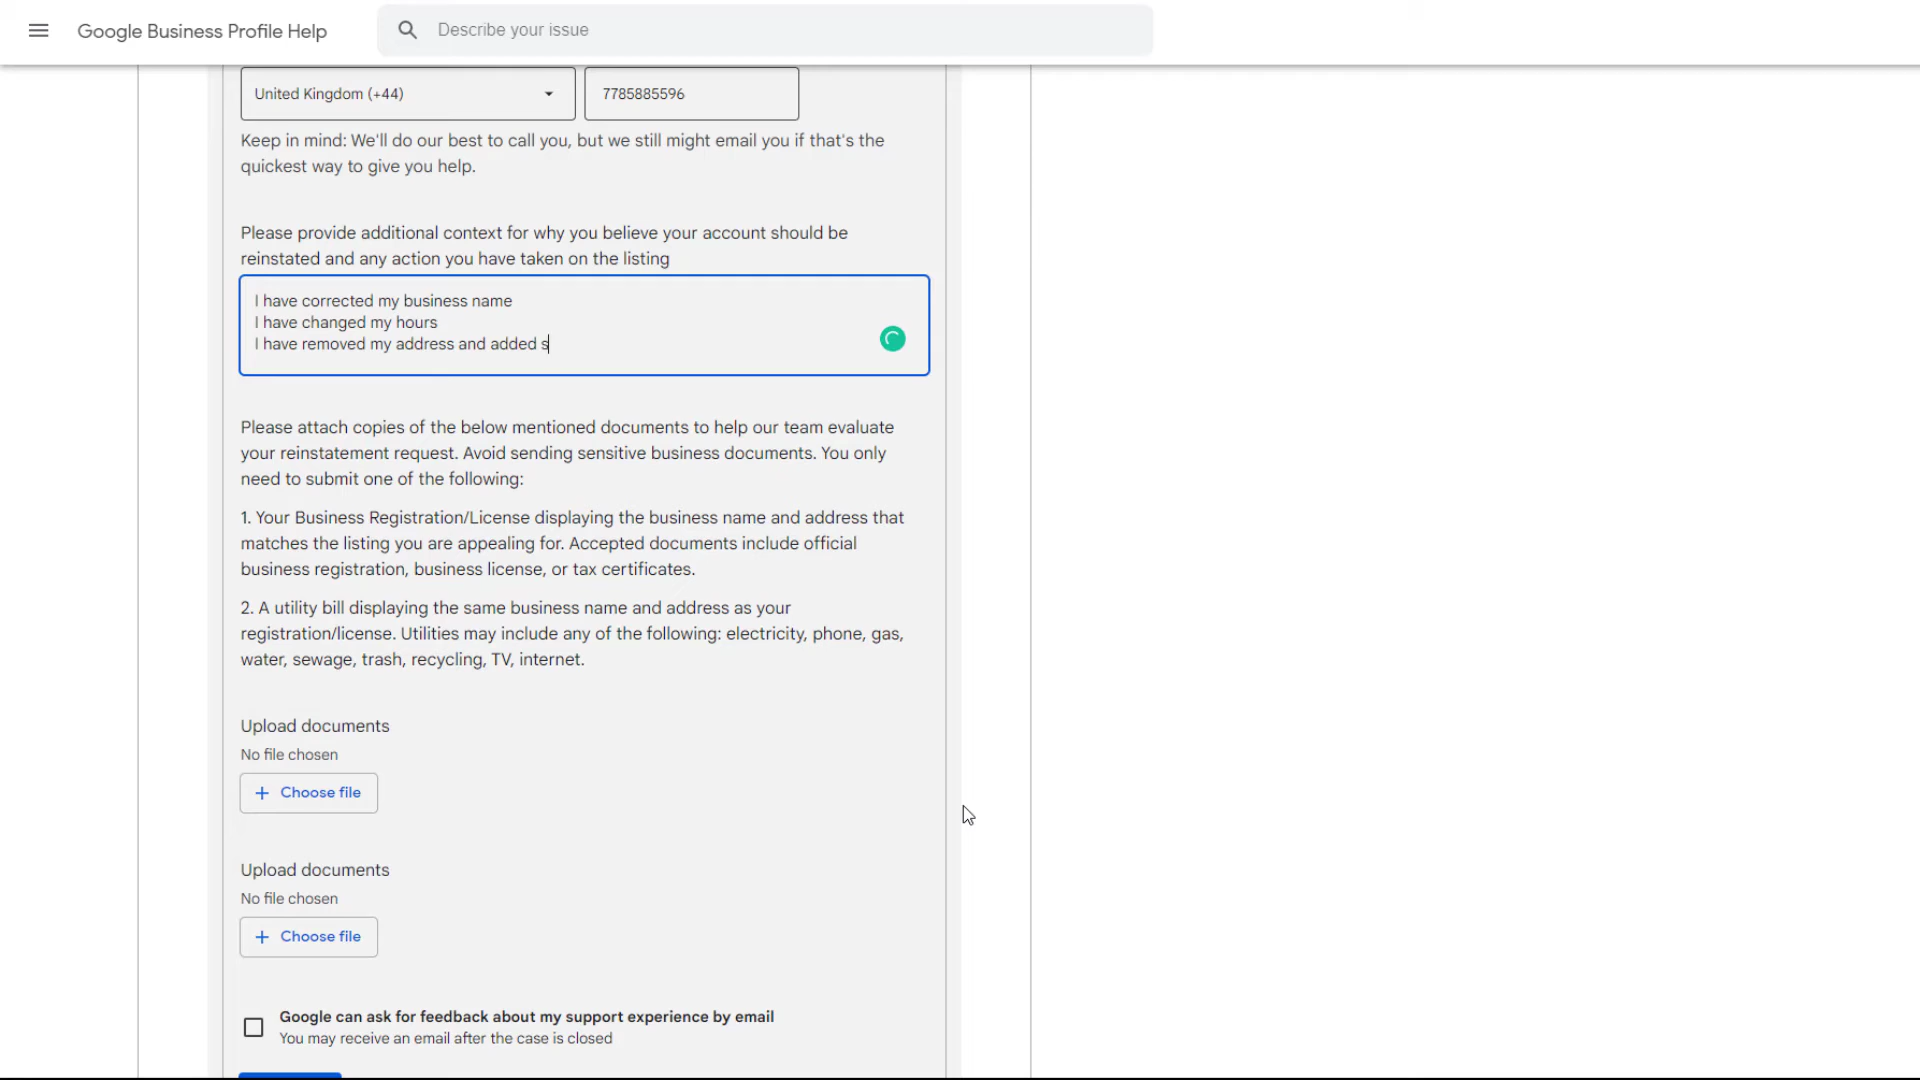 Google Business Profile Help
Describe your issue
United Kingdom (+44)
7785885596
Keep in mind: We'll do our best to call you, but we still might email you if that's the
quickest way to give you help.
Please provide additional context for why you believe your account should be
reinstated and any action you have taken on the listing
I have corrected my business name
I have changed my hours
I have removed my address and added s
Please attach copies of the below mentioned documents to help our team evaluate
your reinstatement request. Avoid sending sensitive business documents. You only
need to submit one of the following:
1. Your Business Registration/License displaying the business name and address that
matches the listing you are appealing for. Accepted documents include official
business registration, business license, or tax certificates.
2. A utility bill displaying the same business name and address as your
registration/license. Utilities may include any of the following: electricity, phone, gas,
water, sewage, trash, recycling, TV, internet.
Upload documents
No file chosen
+ Choose file
Upload documents
No file chosen
+ Choose file
Google can ask for feedback about my support experience by email
You may receive an email after the case is closed